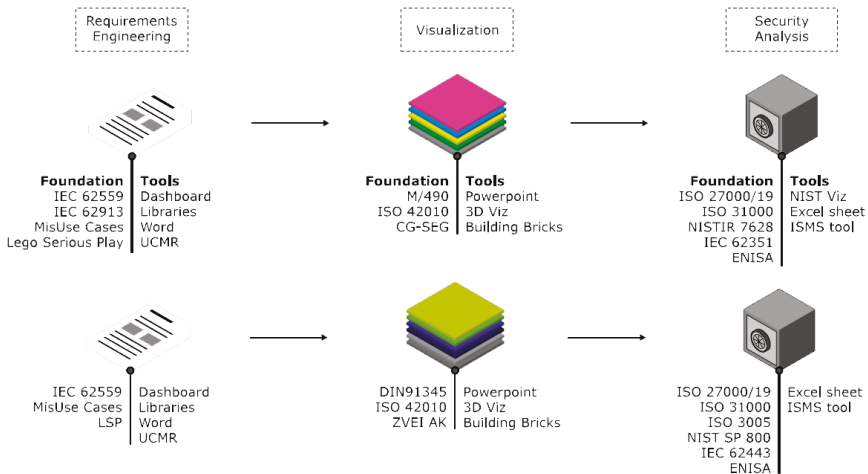 Requirements
Engineering
Visualization
Security
Analysis
Foundation Tools
IEC 62559 Dashboard
IEC 62913 Libraries
MisUse Cases Word
Lego Serious Play UCMR
Foundation Tools
M/490 Powerpoint
ISO 42010 3D Viz
CG-SEG Building Bricks
Foundation Tools
ISO 27000/19 NIST Viz
ISO 31000 Excel sheet
NISTIR 7628 ISMS tool
IEC 62351
ENISA
IEC 62559 Dashboard
MisUse Cases Libraries
LSP Word
UCMR
DIN91345 Powerpoint
ISO 42010 3D Viz
ZVEI AK Building Bricks
ISO 27000/19 Excel sheet
ISO 31000 ISMS tool
ISO 3005
NIST SP 800
IEC 62443
ENISA